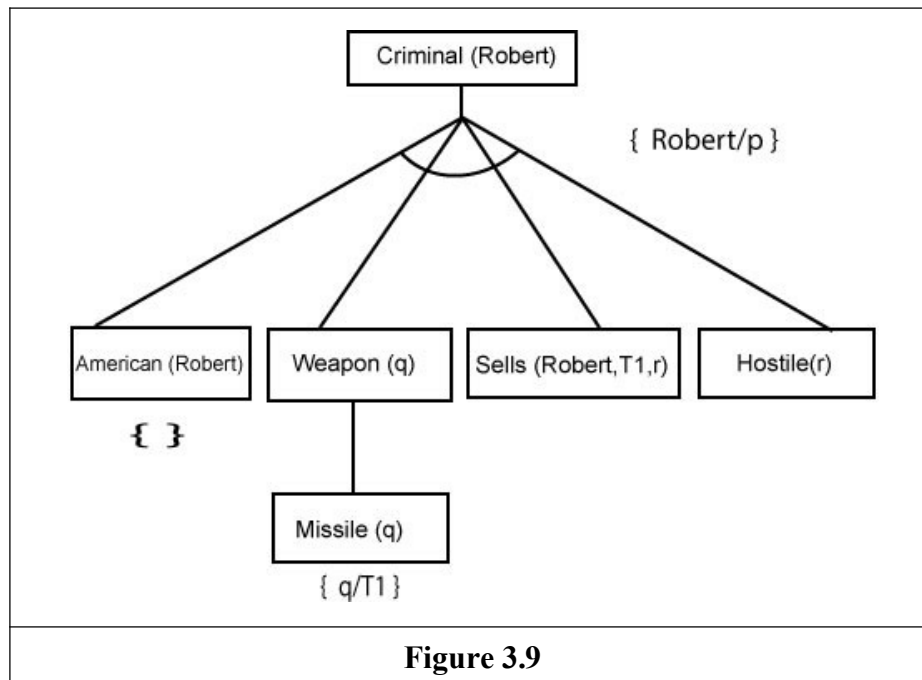 Criminal (Robert)
{ Robert/p }
American (Robert)
Weapon (q)
Sells (Robert,T1,r)
Hostile(r)
{ }
Missile (q)
{ q/T1 }
Figure 3.9